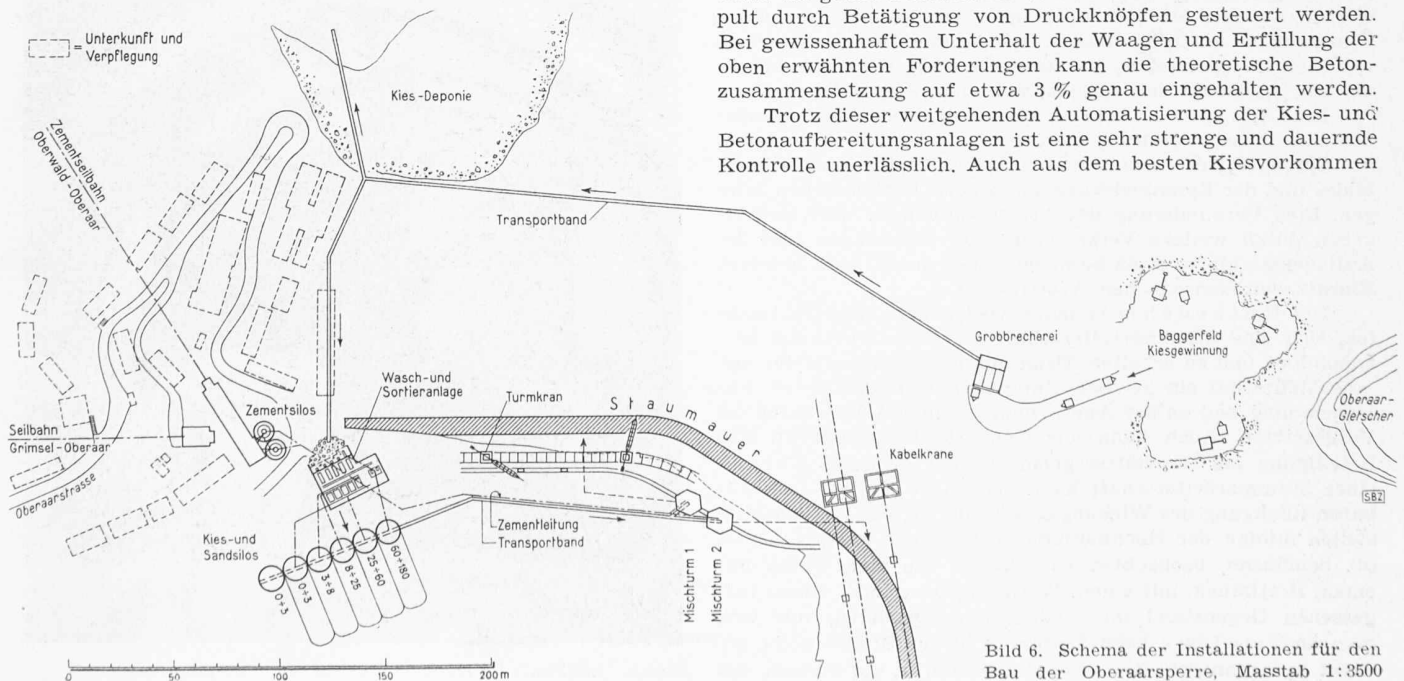 pult durch Betätigung von Druckknöpfen gesteuert werden.
Bei gewissenhaftem Unterhalt der Waagen und Erfüllung der
oben erwähnten Forderungen kann die theoretische Beton-
zusammensetzung auf etwa 3 % genau eingehalten werden.
Trotz dieser weitgehenden Automatisierung der Kies- und
Betonaufbereitungsanlagen ist eine sehr strenge und dauernde
Kontrolle unerlässlich. Auch aus dem besten Kiesvorkommen
= Unterkunft und
Verpflegung
Kies-Deponie
Zementseilbahn
Oberwald-Oberaar
Transportband
Grobbrecherei
Baggerfeld
Kiesgewinnung
Oberaar-
Gletscher
SBZ
Wasch- und
Sortieranlage
Turmkran
Staumauer
Kabelkrane
Zementsilos
Seilbahn
Grimsel-Oberaar
Oberaarstrasse
Kies- und
Sandsilos
Zementleitung
Transportband
Mischturm 1
Mischturm 2
0÷3
0÷3
3÷8
8÷25
25÷60
60÷180
0 50 100 150 200 m
Bild 6. Schema der Installationen für den
Bau der Oberaarsperre, Masstab 1:3500